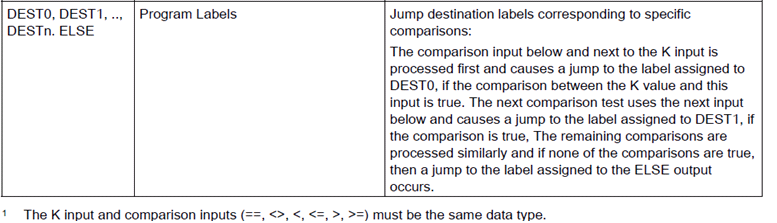 DEST0, DEST1, .., Program Labels Jump destination labels corresponding to specific
DESTn. ELSE comparisons:
The comparison input below and next to the K input is
processed first and causes a jump to the label assigned to
DEST0, if the comparison between the K value and this
input is true. The next comparison test uses the next input
below and causes a jump to the label assigned to DEST1, if
the comparison is true, The remaining comparisons are
processed similarly and if none of the comparisons are true,
then a jump to the label assigned to the ELSE output
occurs.
1 The K input and comparison inputs (==, <>, <, <=, >, >=) must be the same data type.